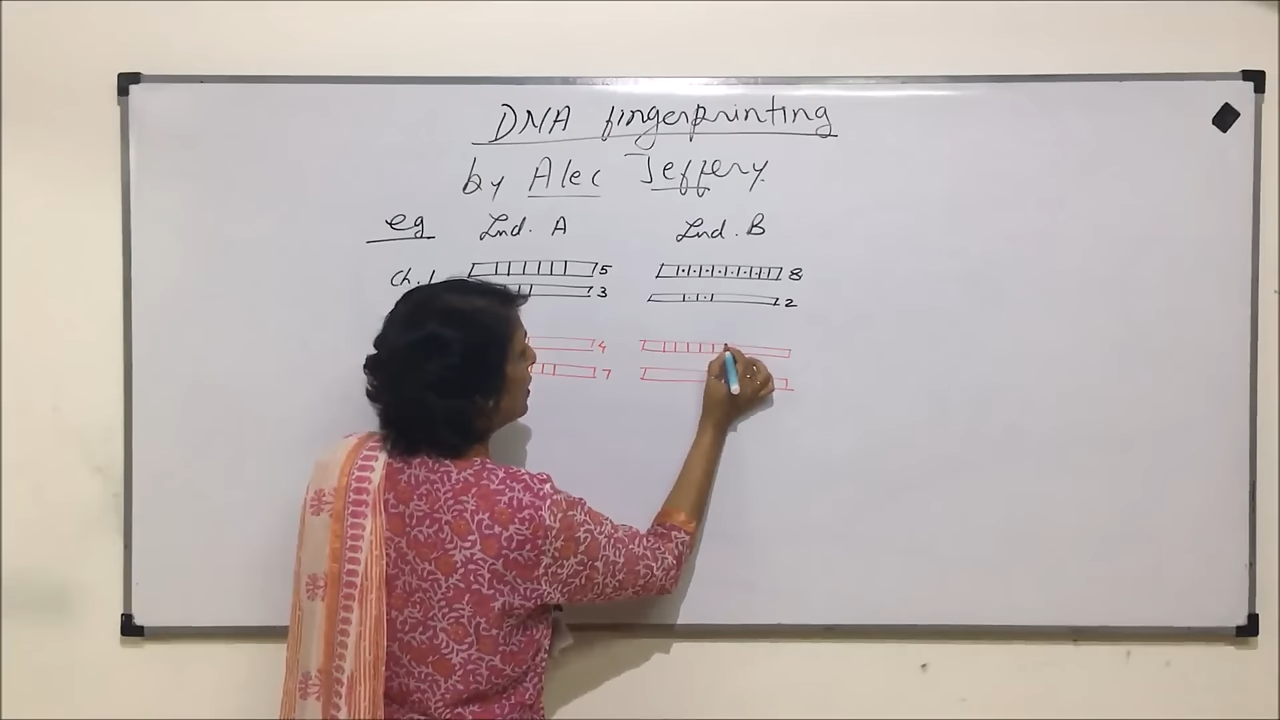 DNA fingerprinting
by Alec Jeffery.
eg Ind. A Ind. B
Ch. 1 5 8
3 2
4
7